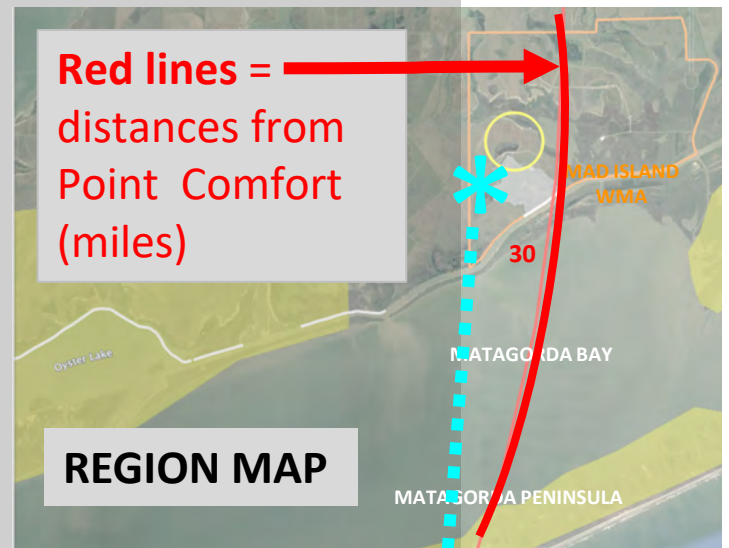 Red lines =
distances from
Point Comfort
(miles)
MAD ISLAND
WMA
30
Oyster Lake
MATAGORDA BAY
REGION MAP
MATAGORDA PENINSULA